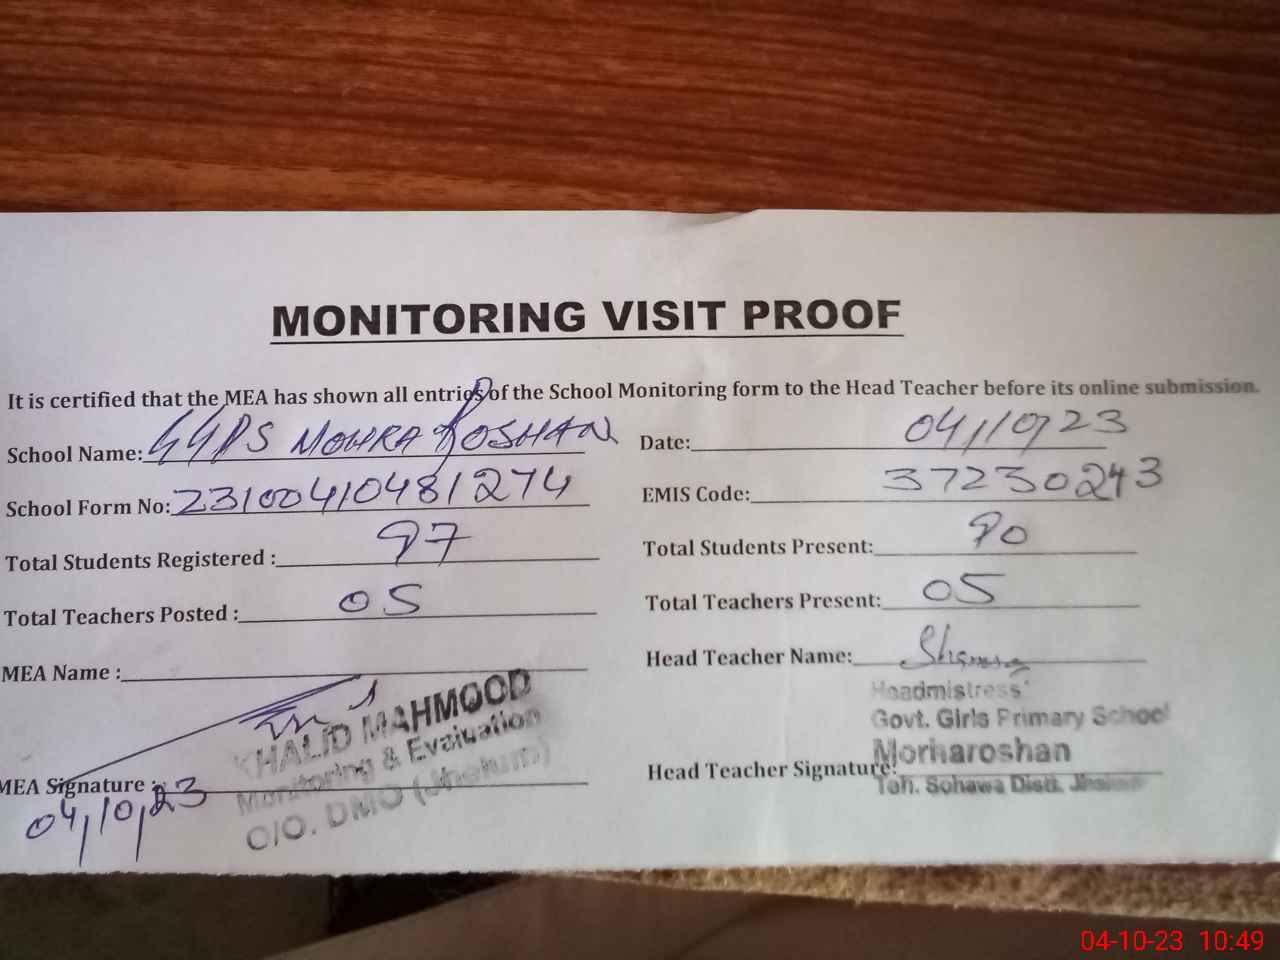 MONITORING VISIT PROOF
It is certified that the MEA has shown all entries of the School Monitoring form to the Head Teacher before its online submission.
School Name: GGPS MOHRA ROSHAN Date: 04/10/23
School Form No: 23100410481274 EMIS Code: 37230243
Total Students Registered : 97 Total Students Present: 90
Total Teachers Posted : 05 Total Teachers Present: 05
MEA Name : Head Teacher Name:
KHALID MAHMOOD
Monitoring & Evaluation
O/O. DMO (Jhelum)
Headmistress
Govt. Girls Primary School
Morharoshan
Teh. Sohawa Distt. Jhelum
MEA Signature : Head Teacher Signature:
04/10/23
04-10-23 10:49